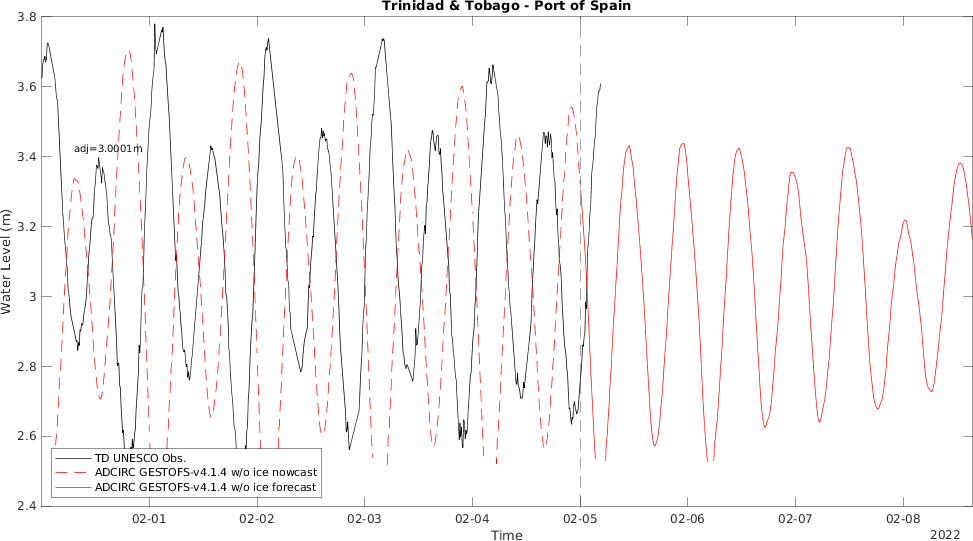 Trinidad & Tobago - Port of Spain
3.8
3.6
3.4
3.2
3
2.8
2.6
2.4
Water Level (m)
adj=3.0001m
TD UNESCO Obs.
ADCIRC GESTOFS-v4.1.4 w/o ice nowcast
ADCIRC GESTOFS-v4.1.4 w/o ice forecast
02-01 02-02 02-03 02-04 02-05 02-06 02-07 02-08
Time
2022